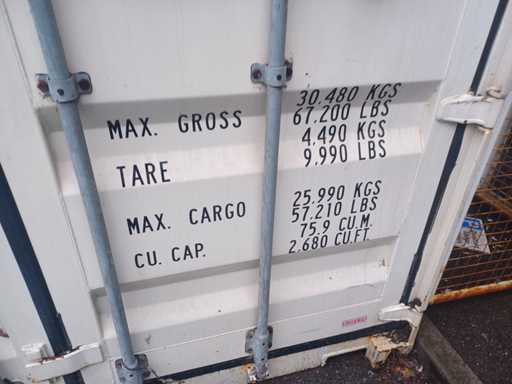 MAX. GROSS 30.480 KGS
67.200 LBS
TARE 4.490 KGS
9.990 LBS
MAX. CARGO 25.990 KGS
57.210 LBS
CU. CAP. 75.9 CU.M.
2.680 CU.FT.